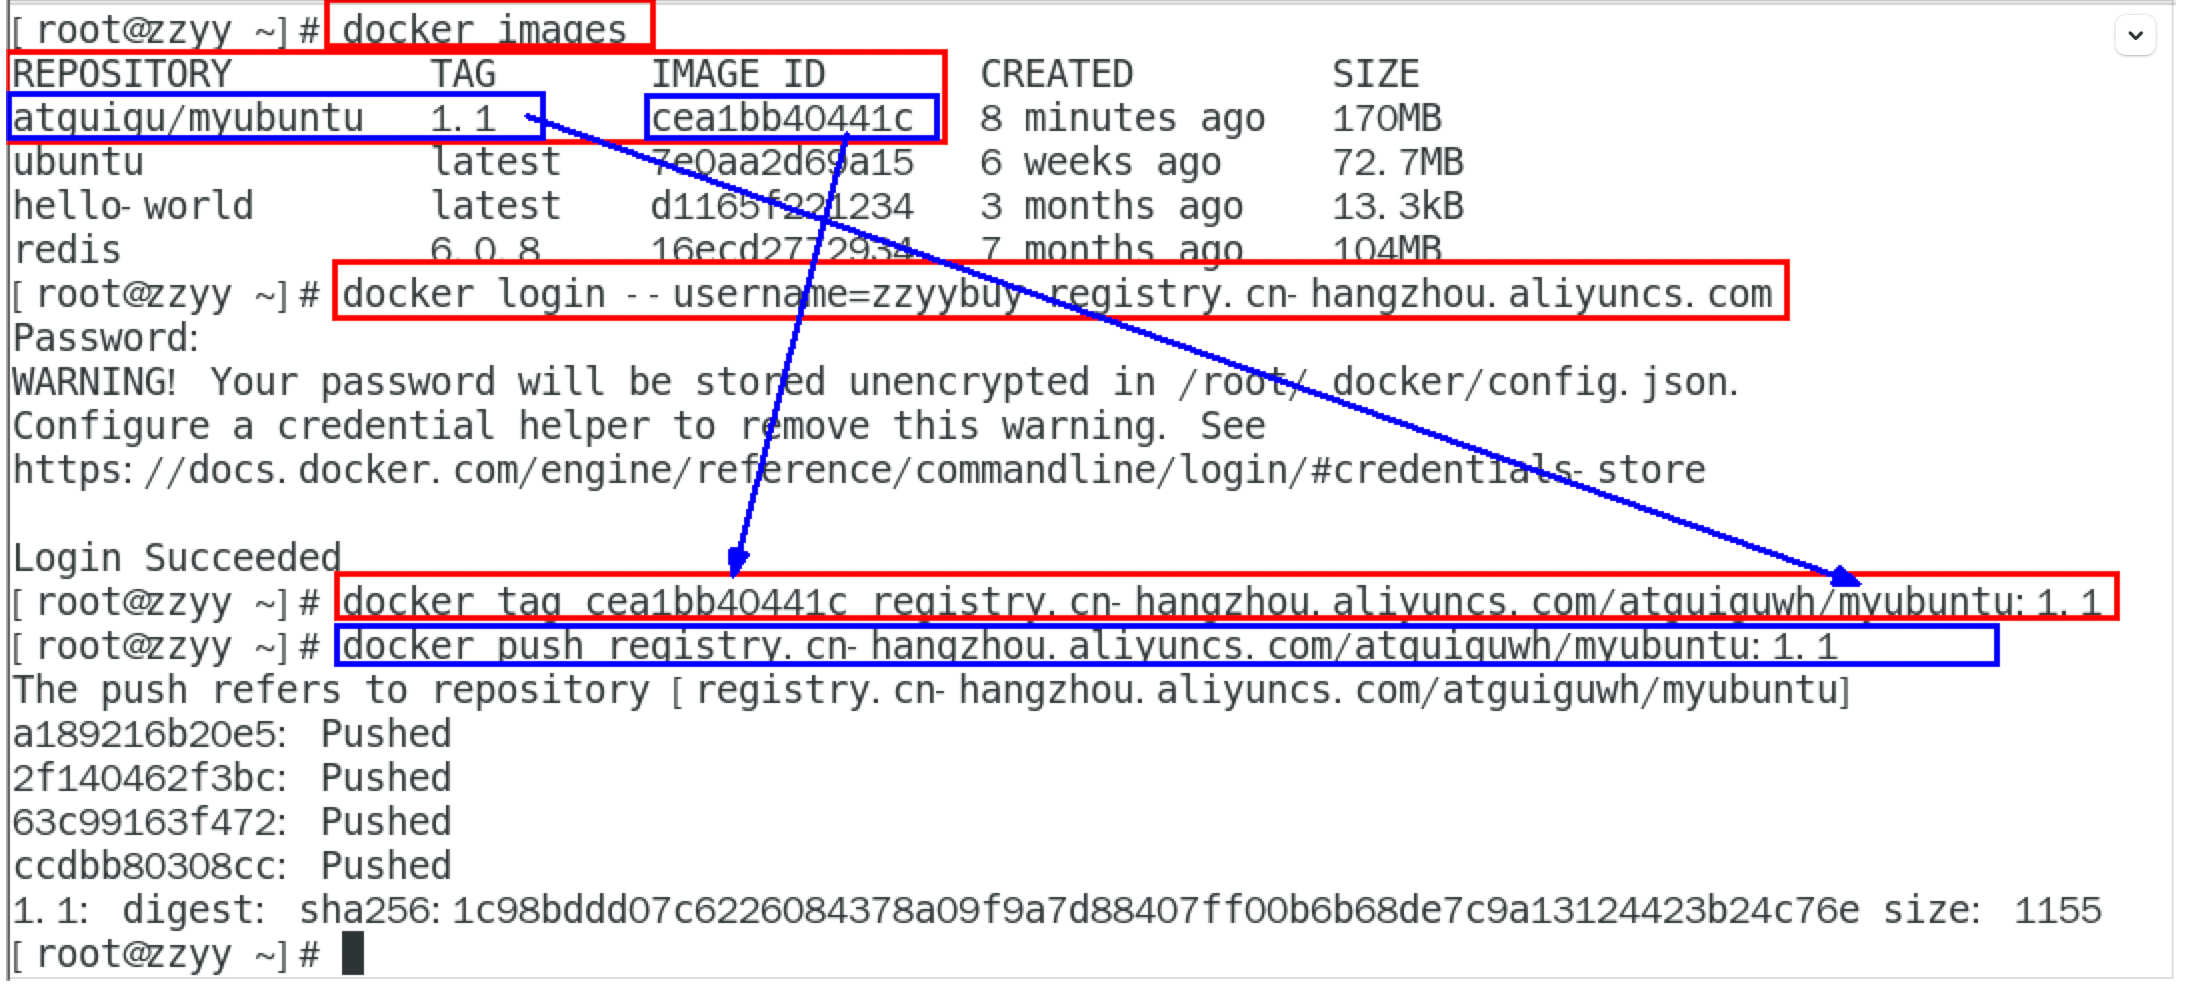 [root@zzyy ~]# docker images
REPOSITORY TAG IMAGE ID CREATED SIZE
atguigu/myubuntu 1.1 cea1bb40441c 8 minutes ago 170MB
ubuntu latest 7e0aa2d69a15 6 weeks ago 72.7MB
hello-world latest d1165f221234 3 months ago 13.3kB
redis 6.0.8 16ecd2772934 7 months ago 104MB
[root@zzyy ~]# docker login --username=zzyybuy registry.cn-hangzhou.aliyuncs.com
Password:
WARNING! Your password will be stored unencrypted in /root/.docker/config.json.
Configure a credential helper to remove this warning. See
https://docs.docker.com/engine/reference/commandline/login/#credentials-store
Login Succeeded
[root@zzyy ~]# docker tag cea1bb40441c registry.cn-hangzhou.aliyuncs.com/atguiguwh/myubuntu:1.1
[root@zzyy ~]# docker push registry.cn-hangzhou.aliyuncs.com/atguiguwh/myubuntu:1.1
The push refers to repository [registry.cn-hangzhou.aliyuncs.com/atguiguwh/myubuntu]
a189216b20e5: Pushed
2f140462f3bc: Pushed
63c99163f472: Pushed
ccdbb80308cc: Pushed
1.1: digest: sha256:1c98bddd07c6226084378a09f9a7d88407ff00b6b68de7c9a13124423b24c76e size: 1155
[root@zzyy ~]#